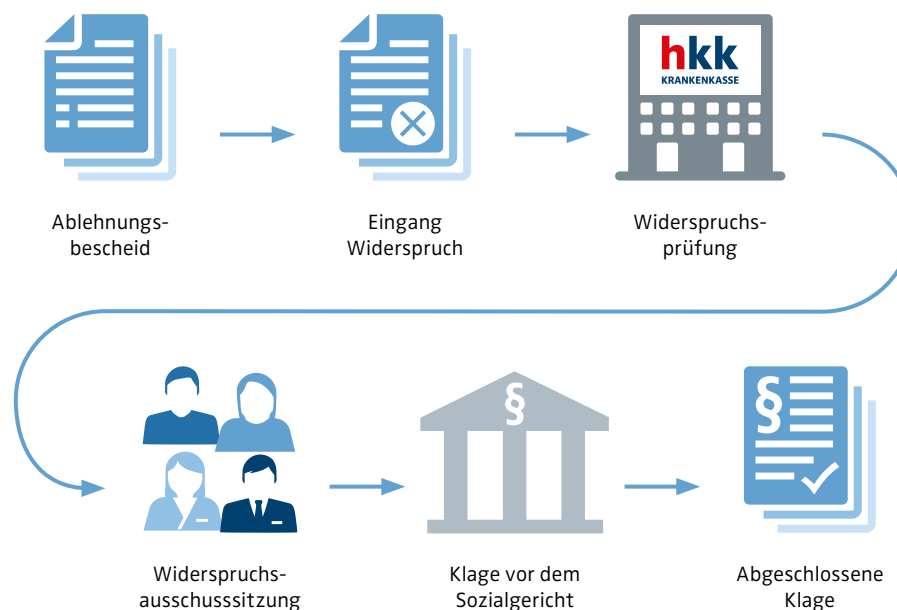 hkk
KRANKENKASSE
Ablehnungs-
bescheid
Eingang
Widerspruch
Widerspruchs-
prüfung
§
§
Widerspruchs-
ausschusssitzung
Klage vor dem
Sozialgericht
Abgeschlossene
Klage